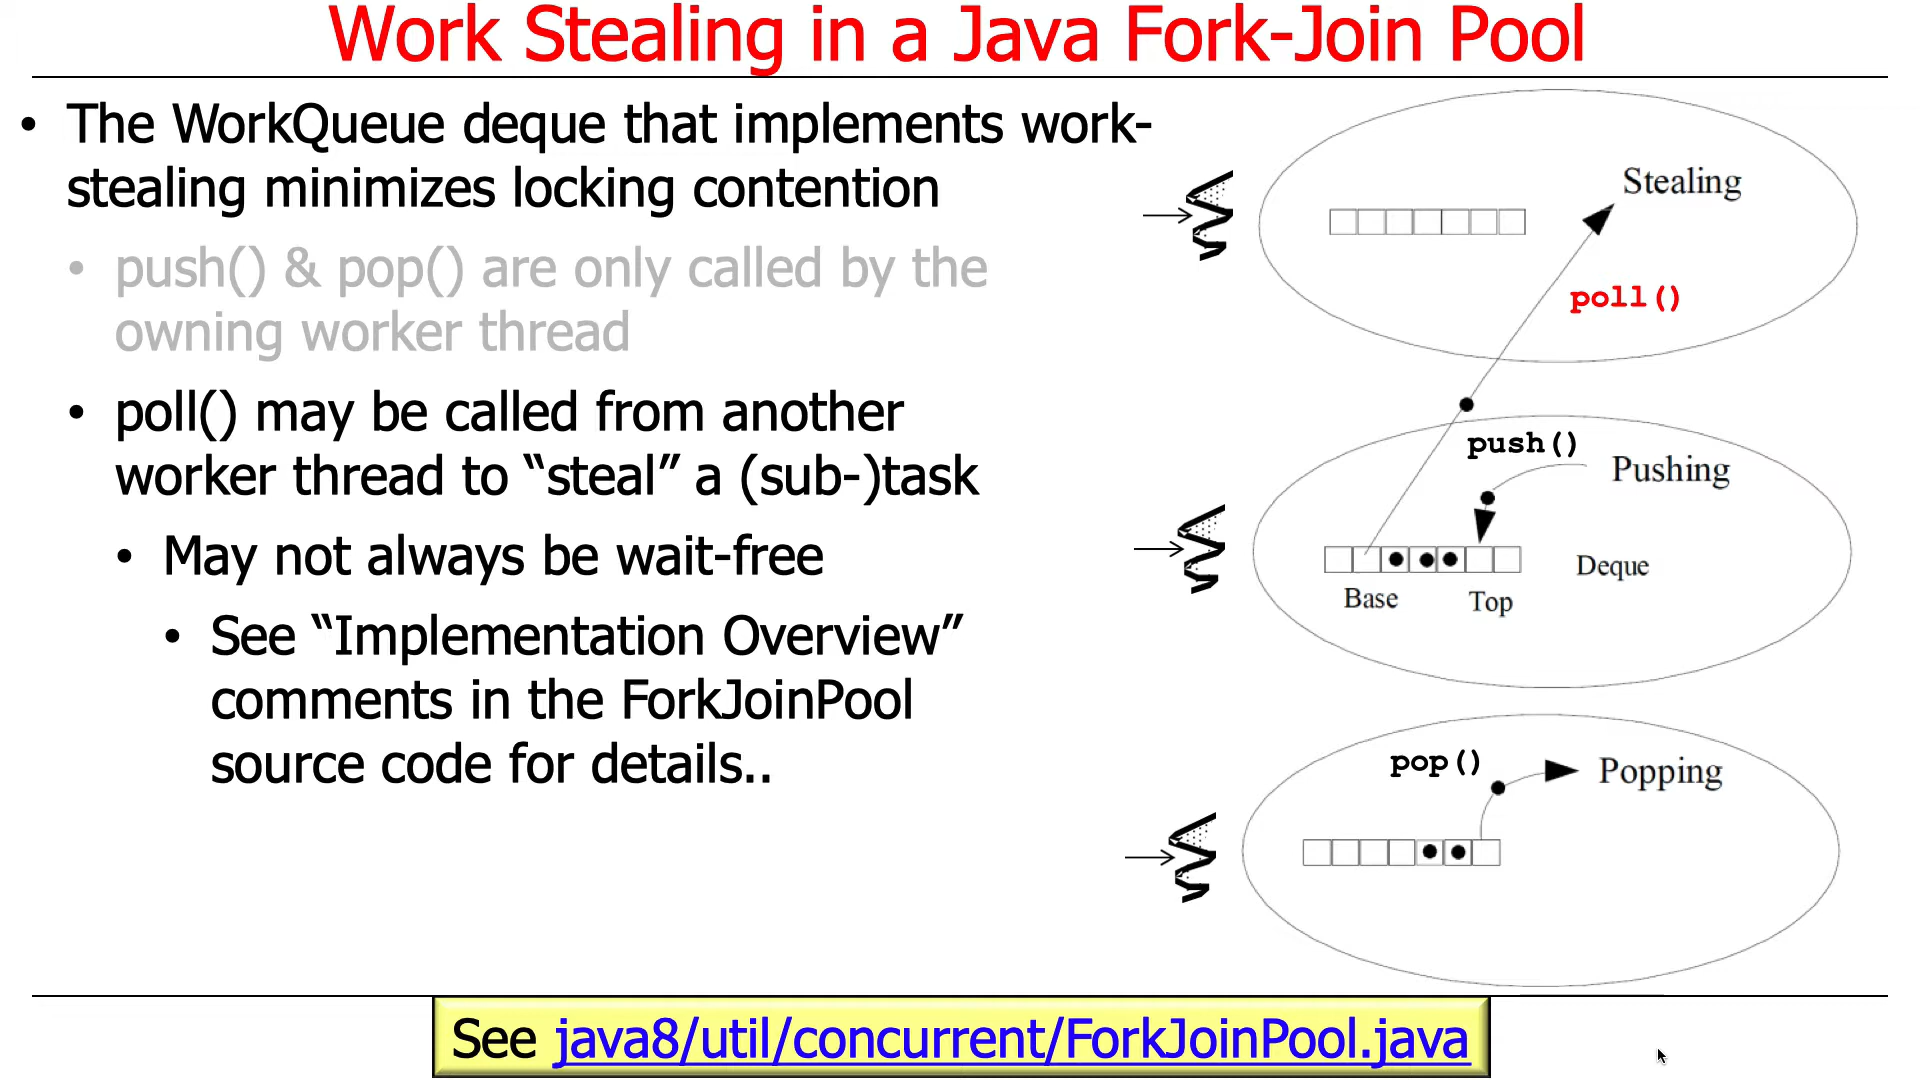 Work Stealing in a Java Fork-Join Pool
• The WorkQueue deque that implements work-
stealing minimizes locking contention
• push() & pop() are only called by the
owning worker thread
• poll() may be called from another
worker thread to “steal” a (sub-)task
• May not always be wait-free
• See “Implementation Overview”
comments in the ForkJoinPool
source code for details..
Stealing
poll()
push()
Pushing
Deque
Base
Top
pop()
Popping
See java8/util/concurrent/ForkJoinPool.java